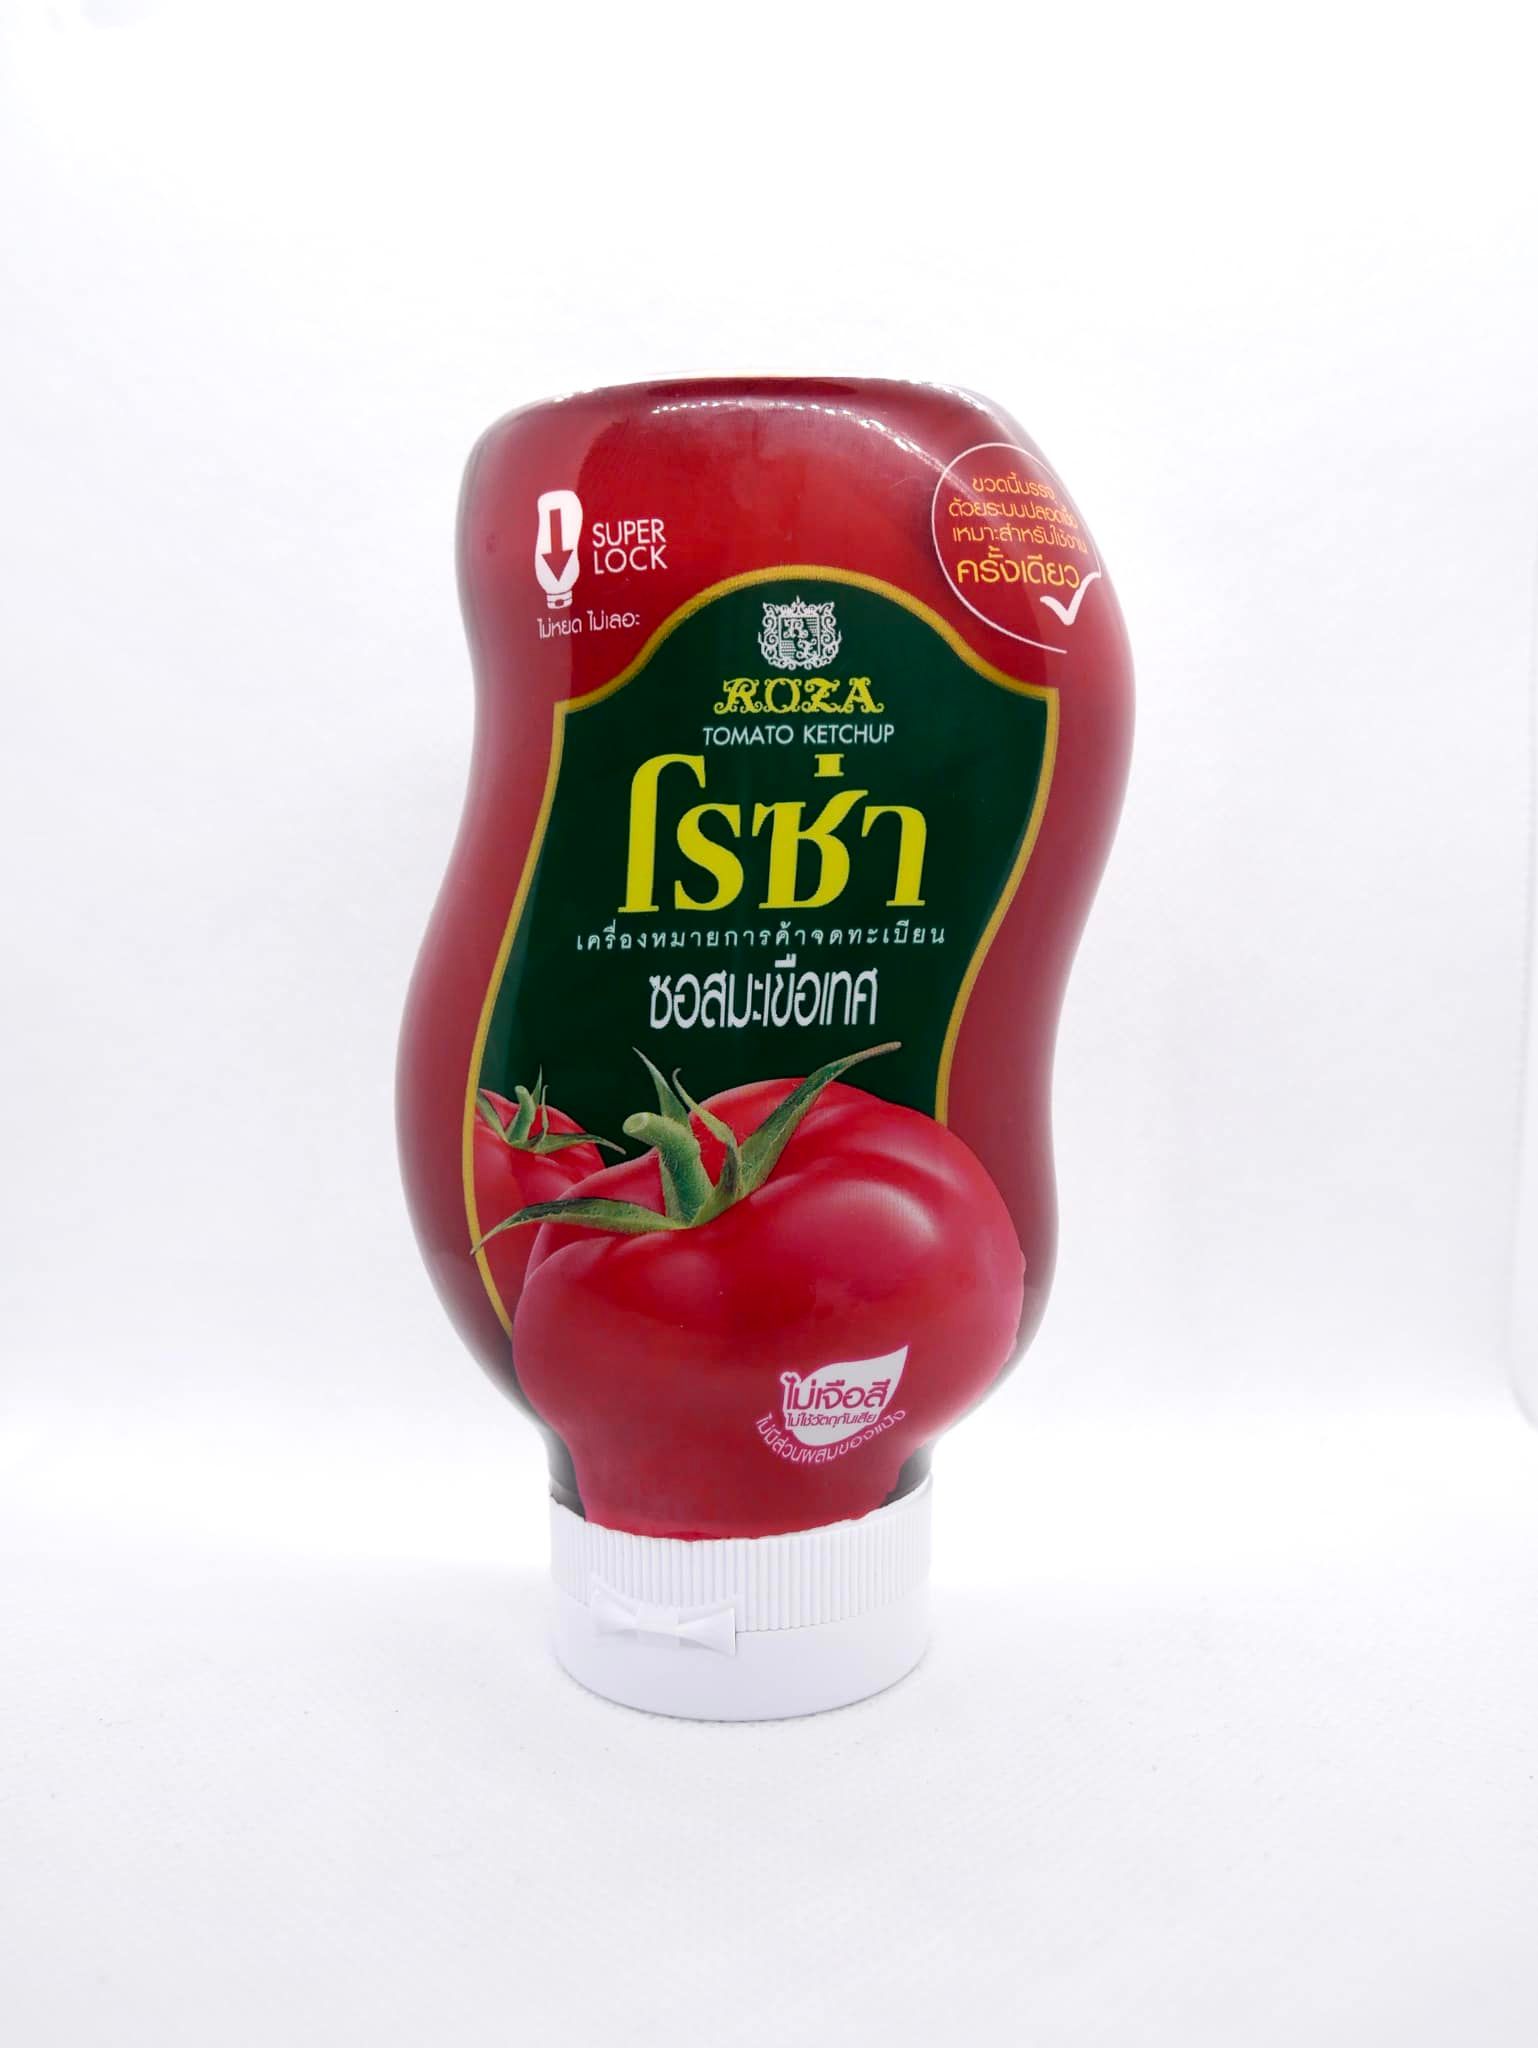 SUPER
LOCK
ไม่หยด ไม่เลอะ
ขวดนี้บรรจุ
ด้วยระบบปลอดเชื้อ
เหมาะสำหรับใช้งาน
ครั้งเดียว
ROZA
TOMATO KETCHUP
โรซ่า
เครื่องหมายการค้าจดทะเบียน
ซอสมะเขือเทศ
ไม่เจือสี
ไม่ใช้วัตถุกันเสีย
ไม่มีส่วนผสมของแป้ง